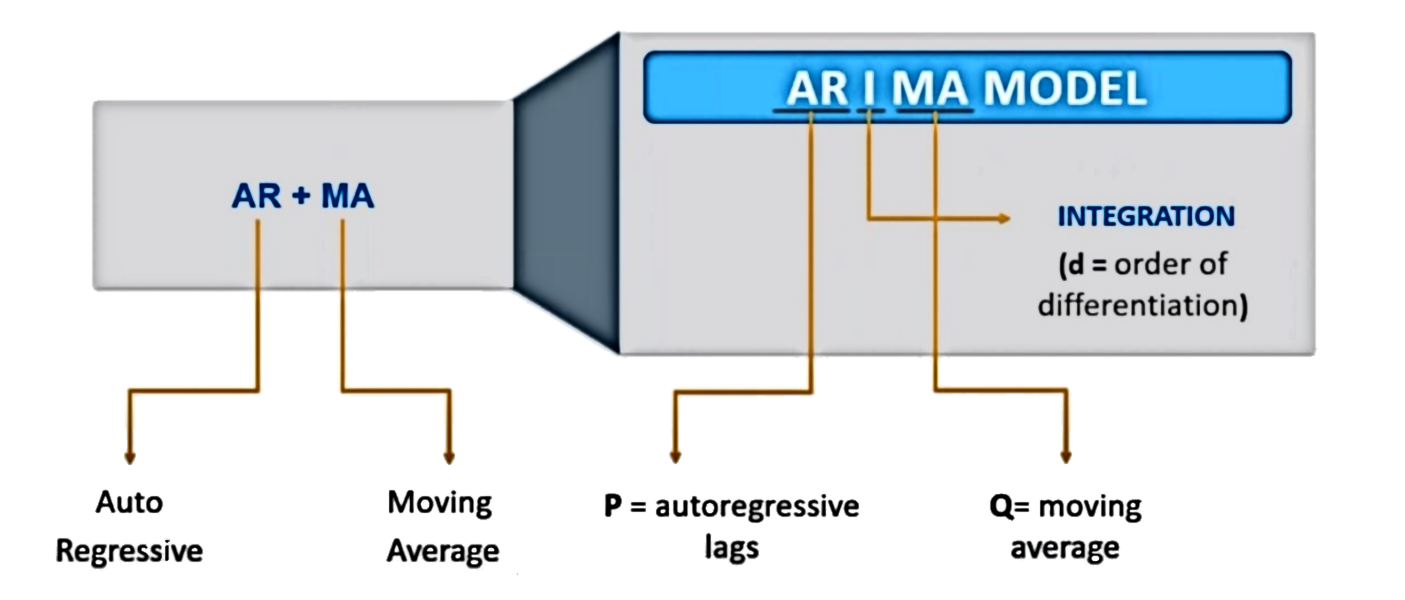 AR I MA MODEL
AR + MA
INTEGRATION
(d = order of
differentiation)
Auto
Regressive
Moving
Average
P = autoregressive
lags
Q= moving
average